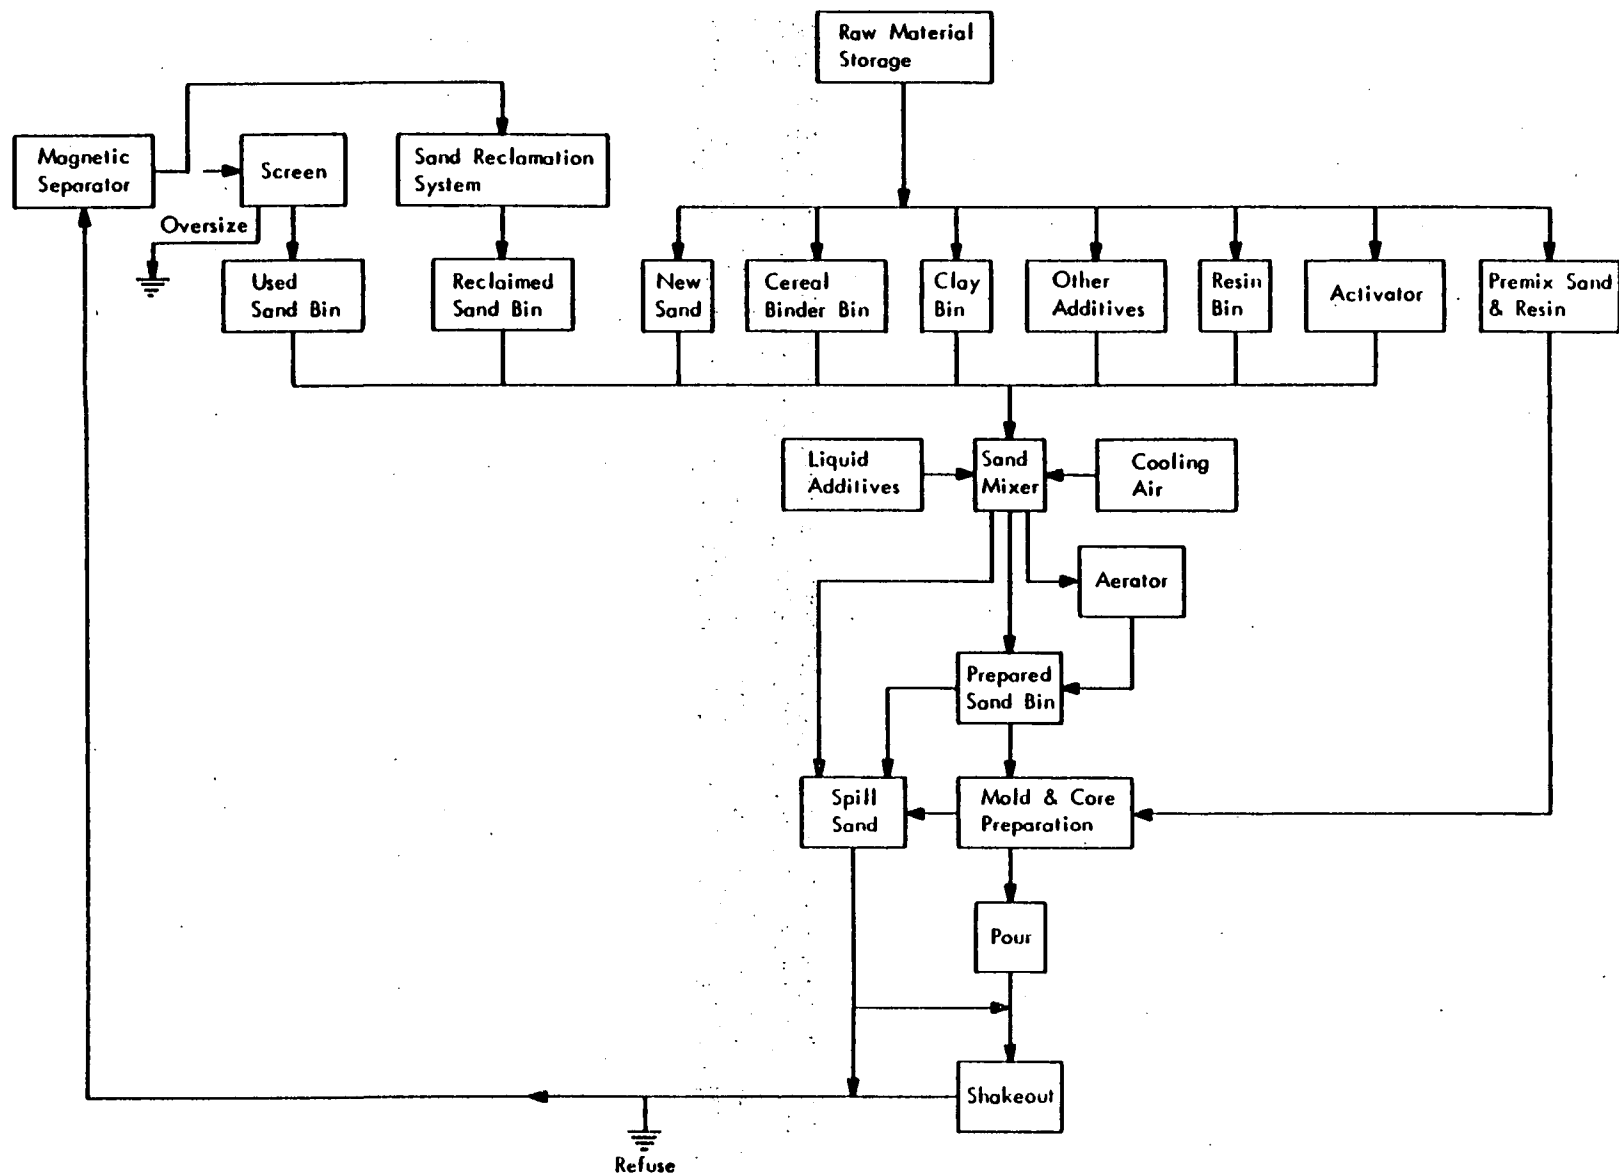 Raw Material
Storage
Magnetic
Separator
Screen
Sand Reclamation
System
Oversize
Used
Sand Bin
Reclaimed
Sand Bin
New
Sand
Cereal
Binder Bin
Clay
Bin
Other
Additives
Resin
Bin
Activator
Premix Sand
& Resin
Liquid
Additives
Sand
Mixer
Cooling
Air
Aerator
Prepared
Sand Bin
Spill
Sand
Mold & Core
Preparation
Pour
Shakeout
Refuse